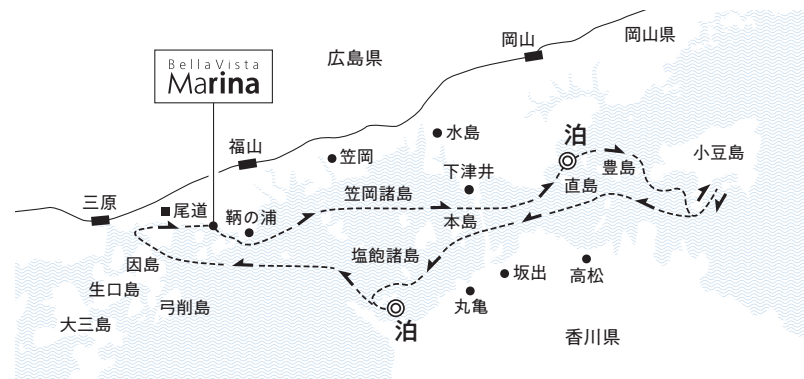 BellaVista
Marina
広島県
岡山
岡山県
福山
笠岡
水島
泊
小豆島
三原
尾道
鞆の浦
笠岡諸島
下津井
直島
豊島
本島
因島
塩飽諸島
生口島
弓削島
大三島
泊
丸亀
坂出
高松
香川県